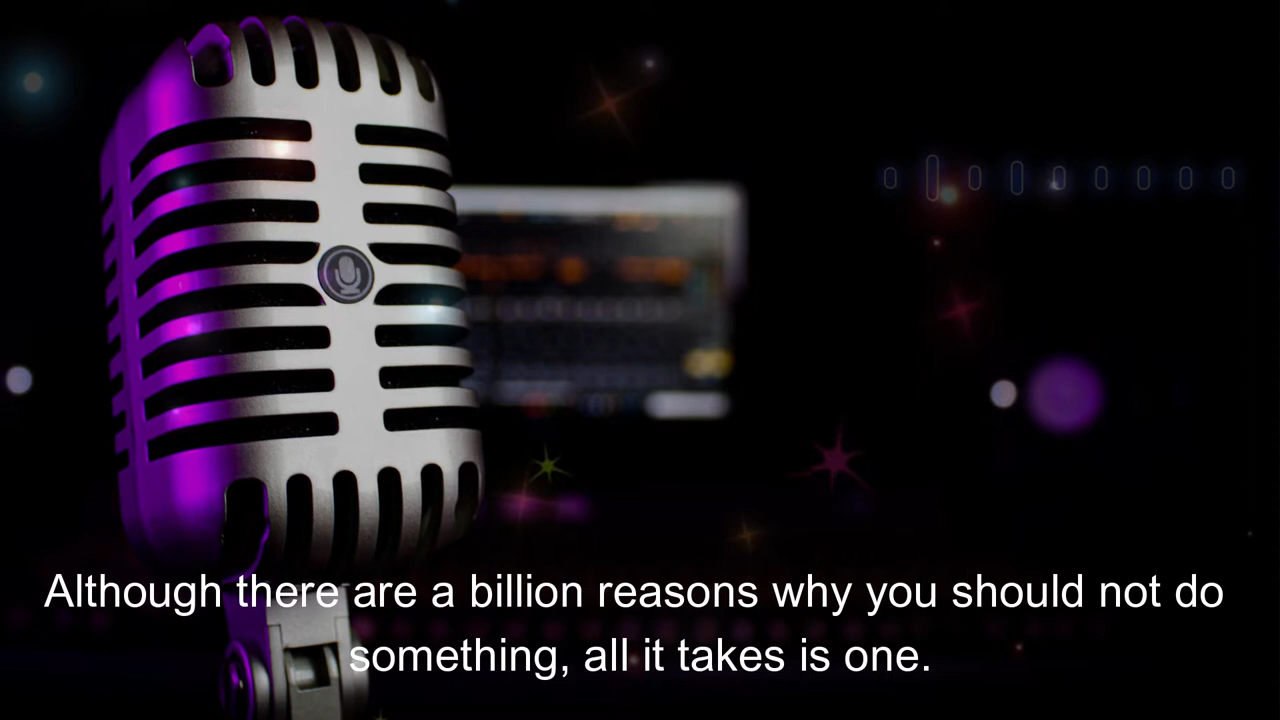 Although there are a billion reasons why you should not do
something, all it takes is one.